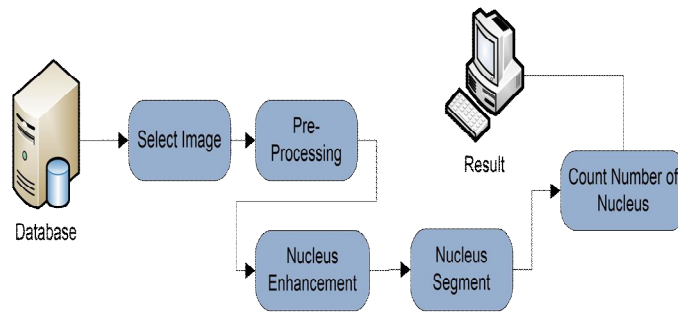 Database
Select Image
Pre-
Processing
Nucleus
Enhancement
Nucleus
Segment
Count Number of
Nucleus
Result